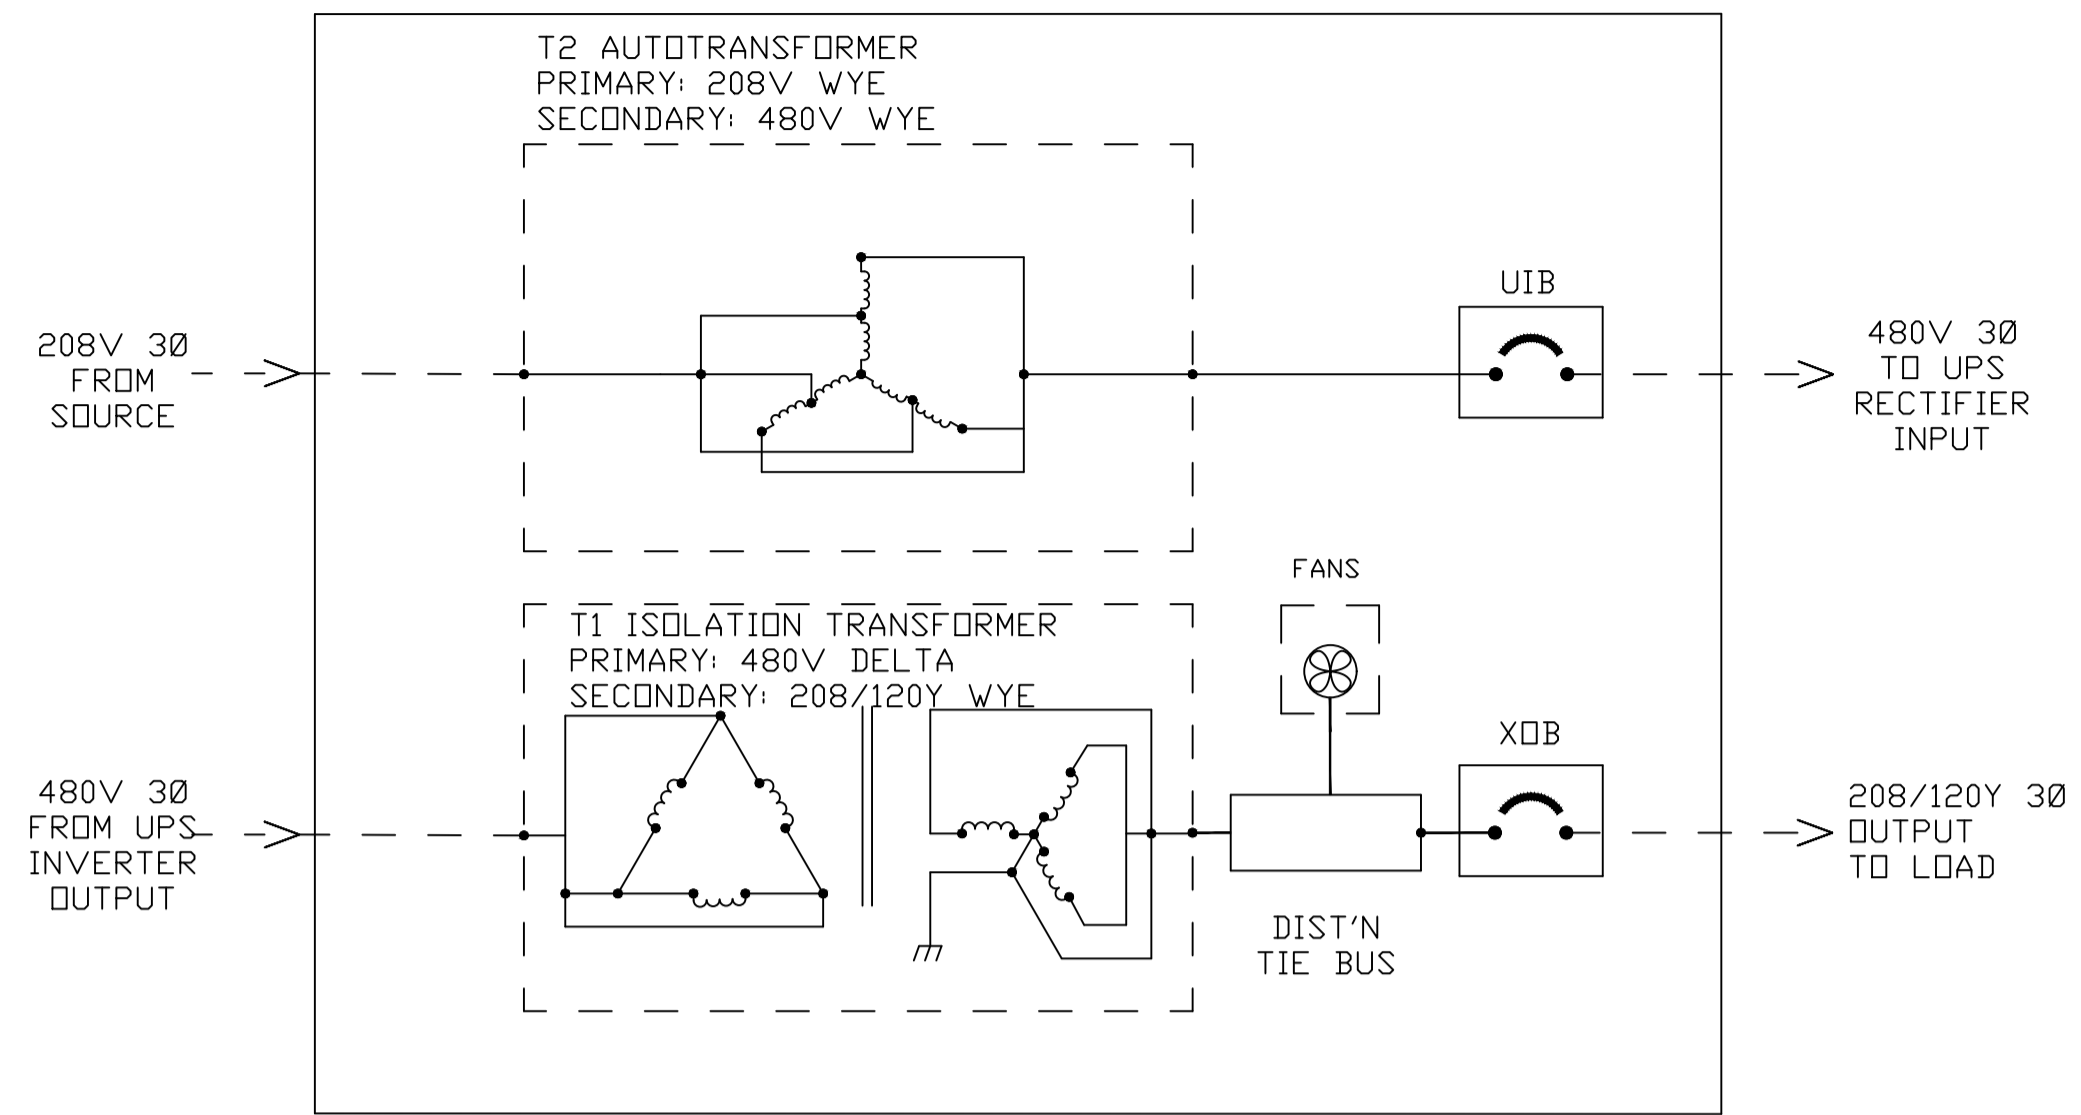 T2 AUTOTRANSFORMER
PRIMARY: 208V WYE
SECONDARY: 480V WYE
208V 3Ø
FROM
SOURCE
UIB
480V 3Ø
TO UPS
RECTIFIER
INPUT
FANS
T1 ISOLATION TRANSFORMER
PRIMARY: 480V DELTA
SECONDARY: 208/120Y WYE
480V 3Ø
FROM UPS
INVERTER
OUTPUT
XOB
208/120Y 3Ø
OUTPUT
TO LOAD
DIST'N
TIE BUS